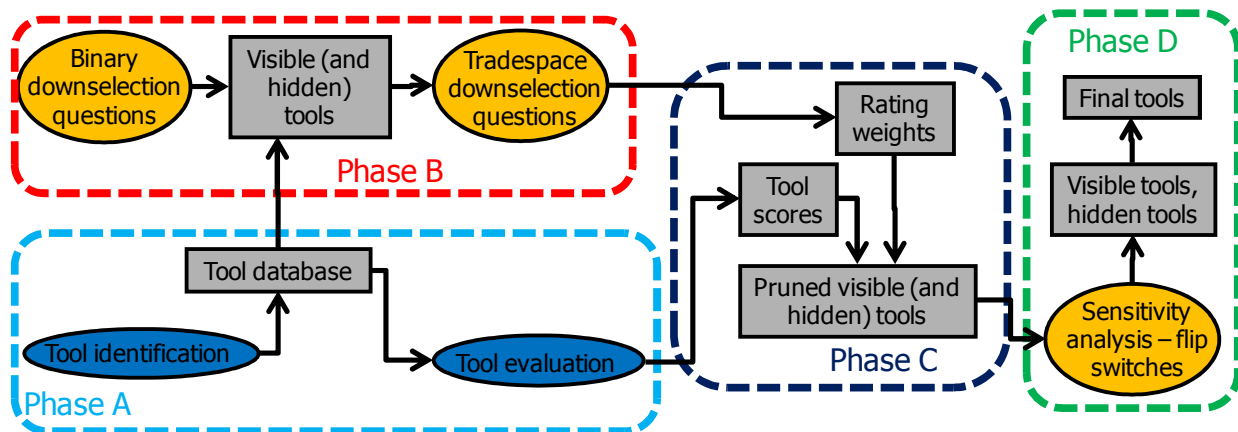 Binary
downselection
questions
Visible (and
hidden)
tools
Tradespace
downselection
questions
Phase B
Tool database
Tool identification
Tool evaluation
Phase A
Rating
weights
Tool
scores
Pruned visible (and
hidden) tools
Phase C
Phase D
Final tools
Visible tools,
hidden tools
Sensitivity
analysis – flip
switches